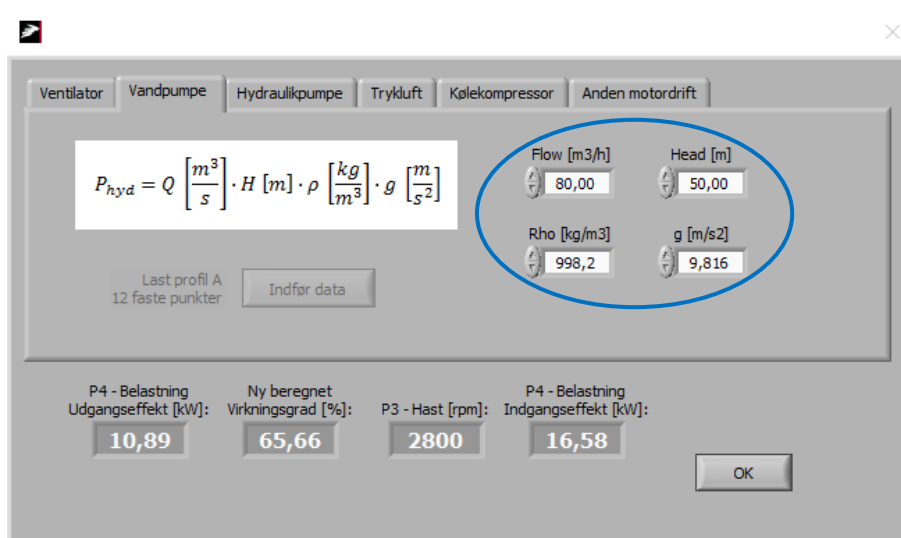 Ventilator Vandpumpe Hydraulikpumpe Trykluft Kølekompressor Anden motordrift
P_hyd = Q [m³/s] · H [m] · ρ [kg/m³] · g [m/s²]
Flow [m3/h] Head [m]
80,00 50,00
Rho [kg/m3] g [m/s2]
998,2 9,816
Last profil A
12 faste punkter
Indfør data
P4 - Belastning
Udgangseffekt [kW]:
10,89
Ny beregnet
Virkningsgrad [%]:
65,66
P3 - Hast [rpm]:
2800
P4 - Belastning
Indgangseffekt [kW]:
16,58
OK